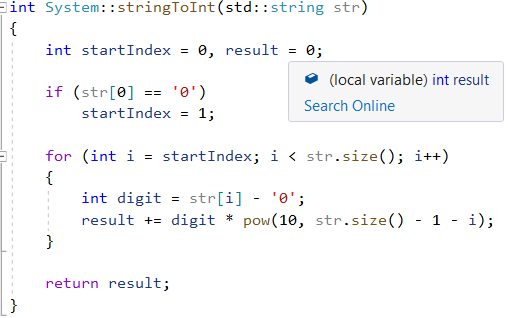 int System::stringToInt(std::string str)
{
int startIndex = 0, result = 0;
(local variable) int result
Search Online
if (str[0] == '0')
startIndex = 1;
for (int i = startIndex; i < str.size(); i++)
{
int digit = str[i] - '0';
result += digit * pow(10, str.size() - 1 - i);
}
return result;
}